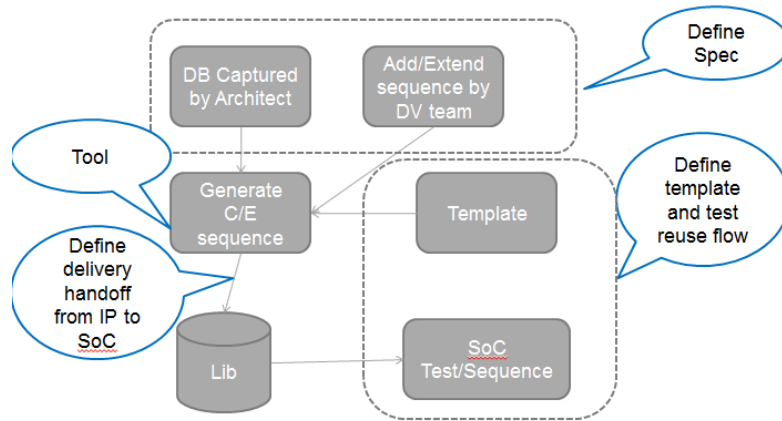 Define
Spec
DB Captured
by Architect
Add/Extend
sequence by
DV team
Tool
Generate
C/E
sequence
Template
Define
template
and test
reuse flow
Define
delivery
handoff
from IP to
SoC
Lib
SoC
Test/Sequence